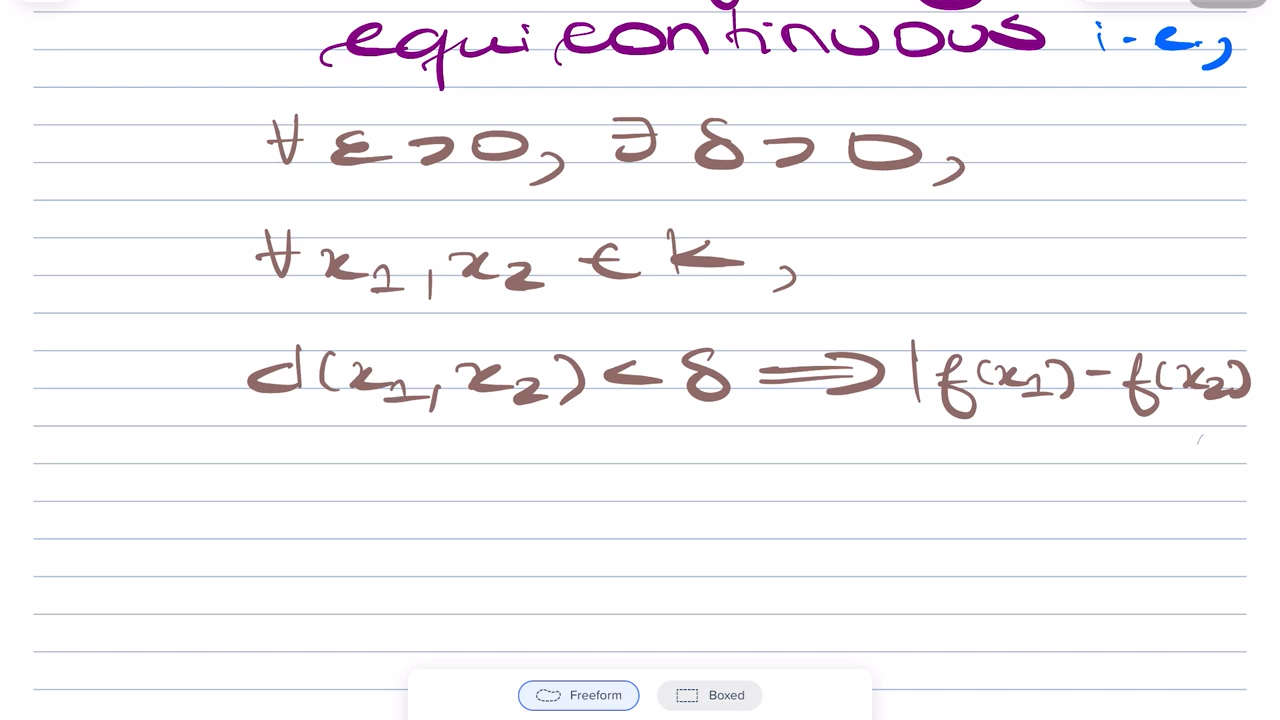 equicontinuous i.e,
∀ ε > 0, ∃ δ > 0,
∀ x₁, x₂ ∈ K,
d(x₁, x₂) < δ ⟹ |f(x₁) - f(x₂)
Freeform Boxed